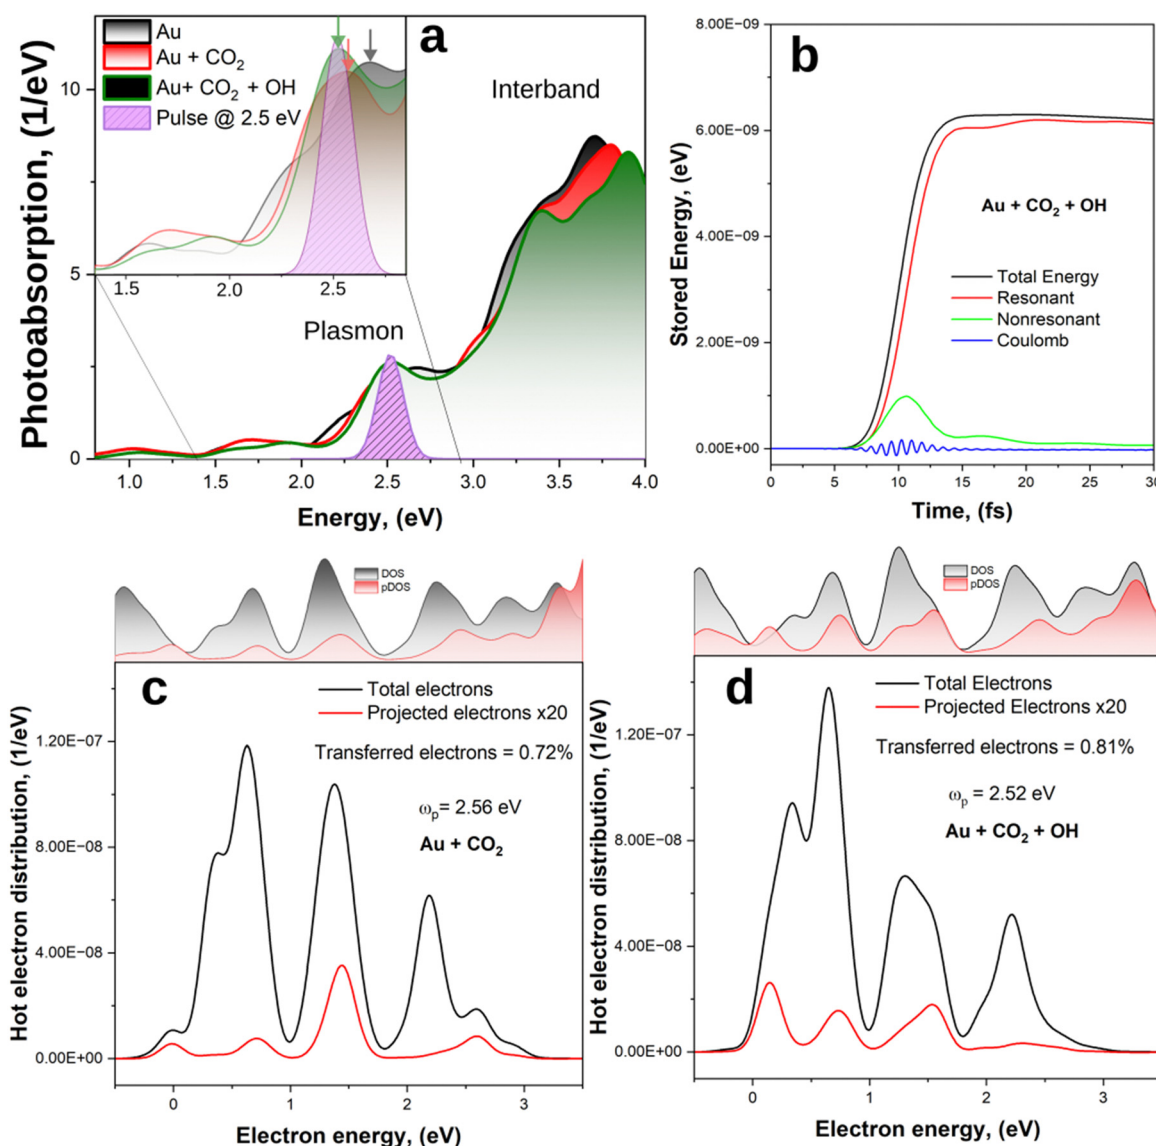 a
Au
Au + CO₂
Au+ CO₂ + OH
Pulse @ 2.5 eV
Interband
Plasmon
Photoabsorption, (1/eV)
10
5
0
1.5
2.0
2.5
1.0
1.5
2.0
2.5
3.0
3.5
4.0
Energy, (eV)
b
Stored Energy, (eV)
8.00E-09
6.00E-09
4.00E-09
2.00E-09
0.00E+00
Au + CO₂ + OH
Total Energy
Resonant
Nonresonant
Coulomb
0
5
10
15
20
25
30
Time, (fs)
DOS
pDOS
c
Total electrons
Projected electrons x20
Transferred electrons = 0.72%
ωp= 2.56 eV
Au + CO₂
Hot electron distribution, (1/eV)
1.20E-07
8.00E-08
4.00E-08
0.00E+00
0
1
2
3
Electron energy, (eV)
DOS
pDOS
d
Total Electrons
Projected Electrons x20
Transferred electrons = 0.81%
ωp= 2.52 eV
Au + CO₂ + OH
Hot electron distribution, (1/eV)
1.20E-07
8.00E-08
4.00E-08
0.00E+00
0
1
2
3
Electron energy, (eV)